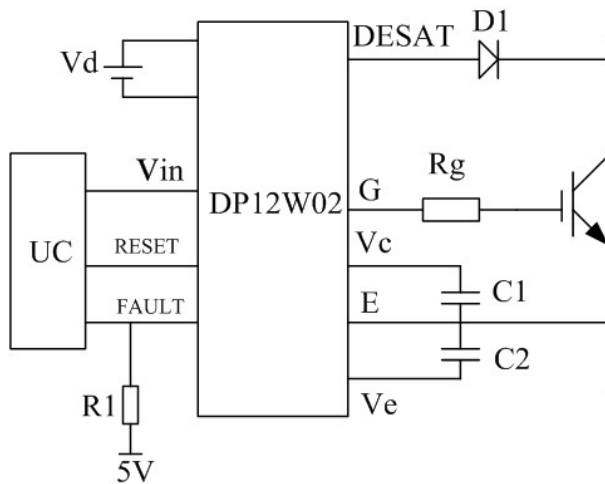 DESAT
D1
Vd
Vin
Rg
G
DP12W02
Vc
UC
RESET
C1
E
FAULT
C2
R1
Ve
5V